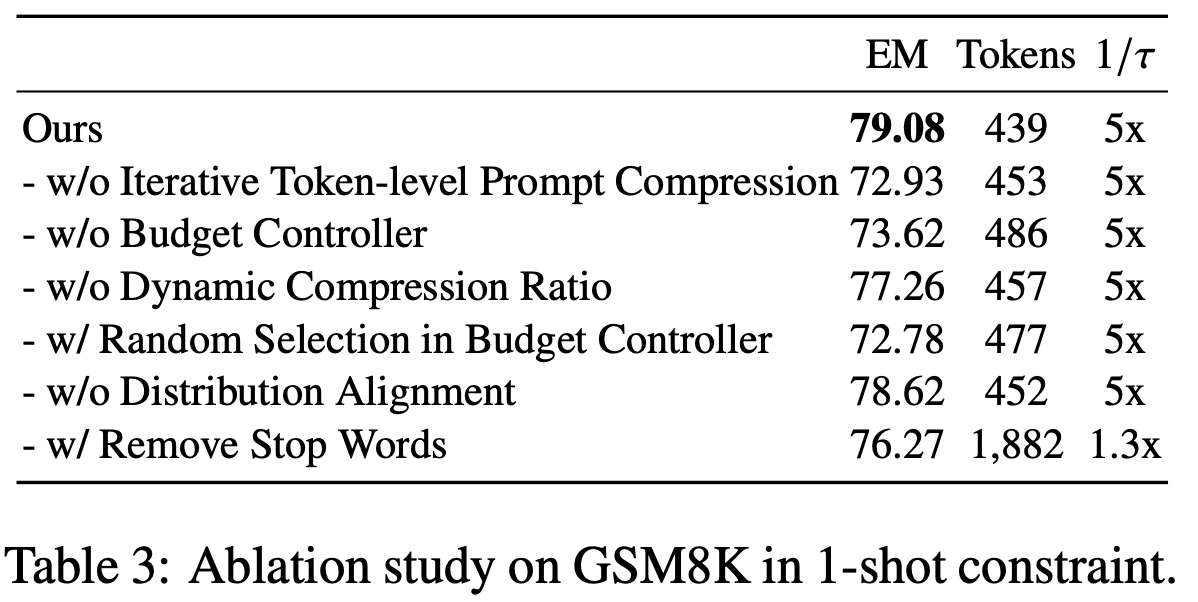 EM Tokens 1/τ
Ours 79.08 439 5x
- w/o Iterative Token-level Prompt Compression 72.93 453 5x
- w/o Budget Controller 73.62 486 5x
- w/o Dynamic Compression Ratio 77.26 457 5x
- w/ Random Selection in Budget Controller 72.78 477 5x
- w/o Distribution Alignment 78.62 452 5x
- w/ Remove Stop Words 76.27 1,882 1.3x
Table 3: Ablation study on GSM8K in 1-shot constraint.